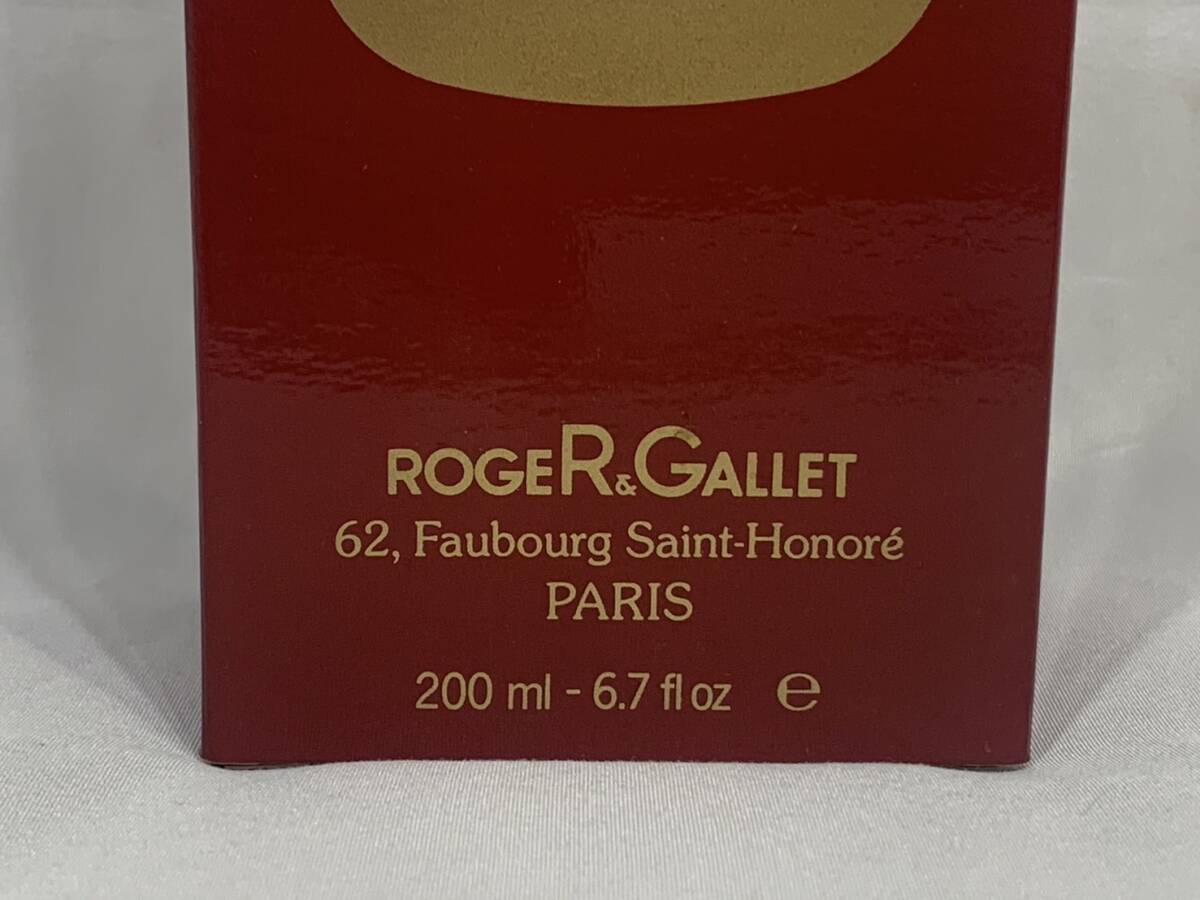 ROGER&GALLET
62, Faubourg Saint-Honoré
PARIS
200 ml - 6.7 fl oz ℮